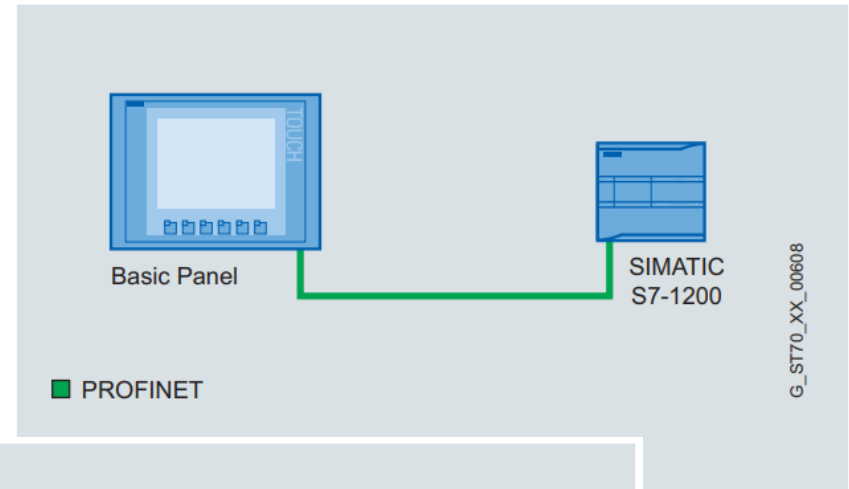 TOUCH
Basic Panel
SIMATIC
S7-1200
PROFINET
G_ST70_XX_00608